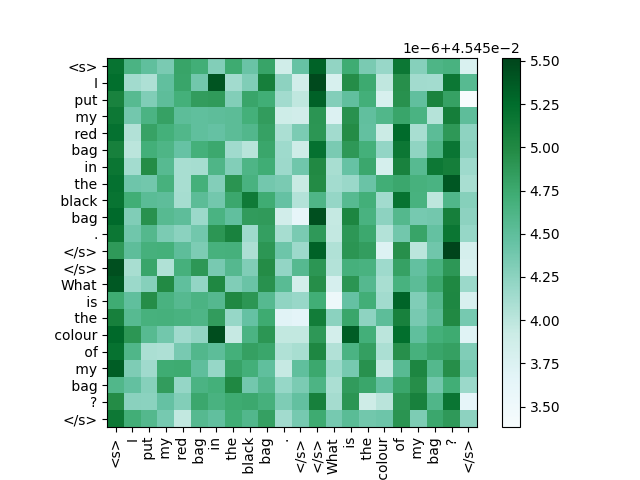 1e-6+4.545e-2
<s>
I
put
my
red
bag
in
the
black
bag
.
</s>
</s>
What
is
the
colour
of
my
bag
?
</s>
5.50
5.25
5.00
4.75
4.50
4.25
4.00
3.75
3.50
<s>
I
put
my
red
bag
in
the
black
bag
.
</s>
</s>
What
is
the
colour
of
my
bag
?
</s>